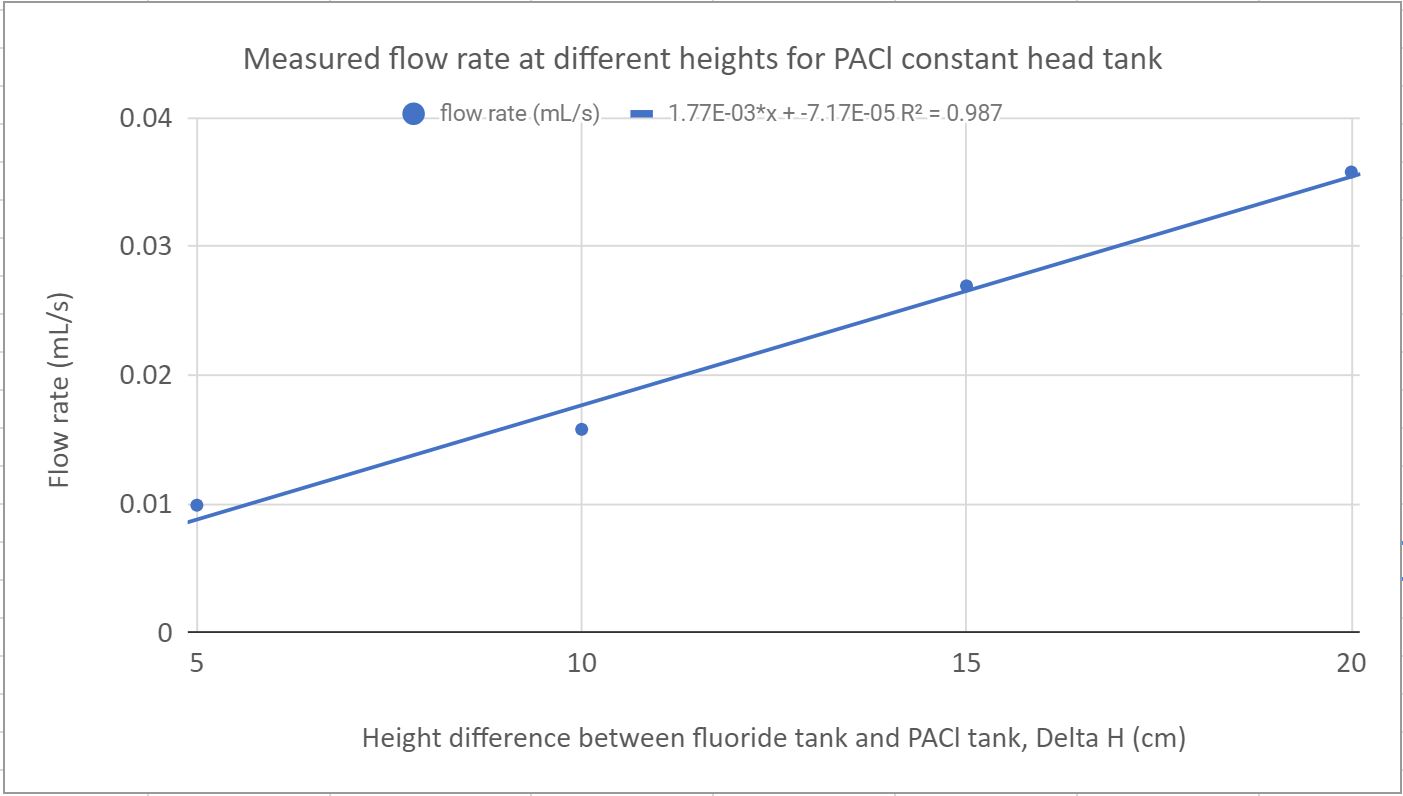 Measured flow rate at different heights for PACl constant head tank
flow rate (mL/s) 1.77E-03*x + -7.17E-05 R² = 0.987
0.04
0.03
0.02
0.01
0
Flow rate (mL/s)
5 10 15 20
Height difference between fluoride tank and PACl tank, Delta H (cm)